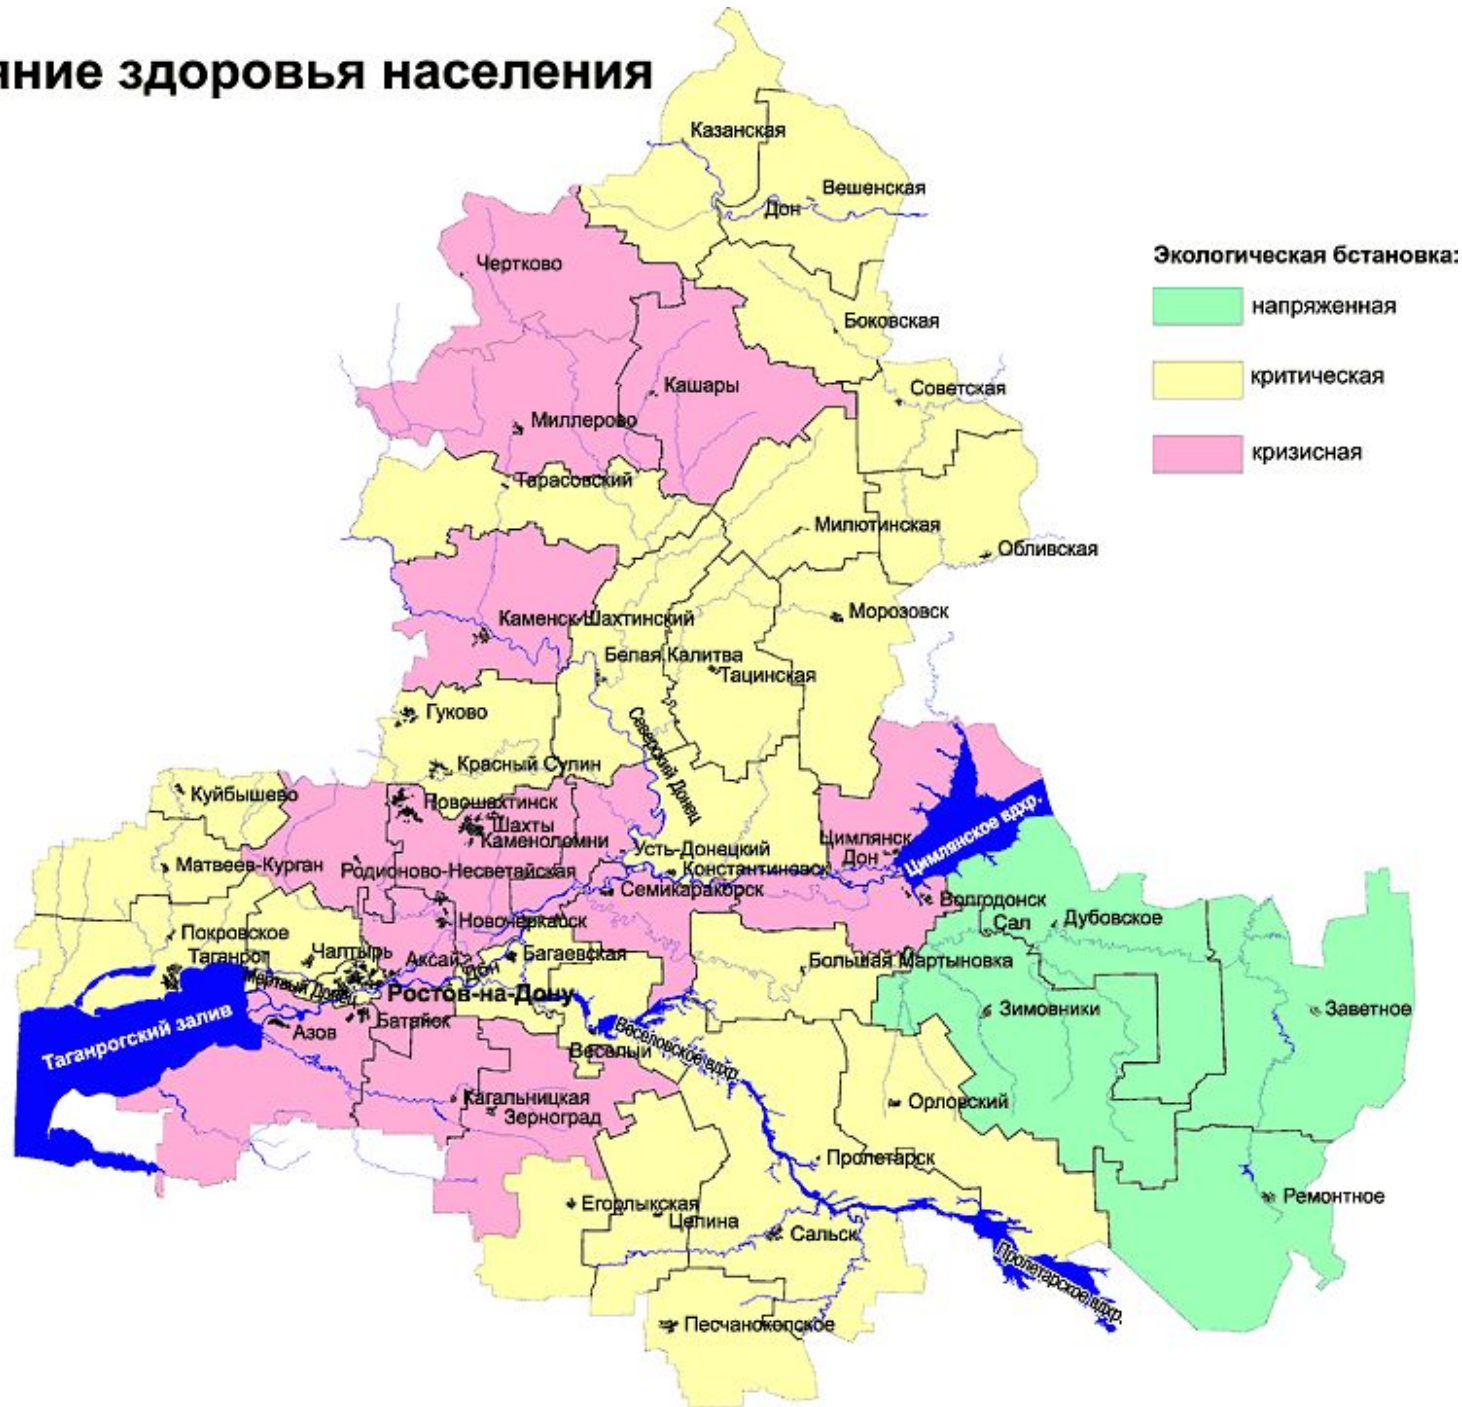 яние здоровья населения
Казанская
Вешенская
Дон
Чертково
Экологическая бстановка:
напряженная
критическая
кризисная
Боковская
Кашары
Советская
Миллерово
Тарасовский
Милютинская
Обливская
Каменск-Шахтинский
Морозовск
Белая Калитва
Тацинская
Гуково
Северский Донец
Красный Сулин
Куйбышево
Новошахтинск
Шахты
Каменоломни
Цимлянск
Цимлянское вдхр.
Усть-Донецкий
Дон
Матвеев-Курган
Родионово-Несветайская
Константиновск
Семикаракорск
Волгодонск
Новочеркасск
Сал
Дубовское
Покровское
Чалтырь
Таганрог
Аксай
Багаевская
Большая Мартыновка
Дон
Мертвый Донец
Ростов-на-Дону
Зимовники
Заветное
Таганрогский залив
Азов
Батайск
Веселый
Веселовское вдхр.
Кагальницкая
Зерноград
Орловский
Пролетарск
Егорлыкская
Целина
Сальск
Ремонтное
Пролетарское вдхр.
Песчанокопское